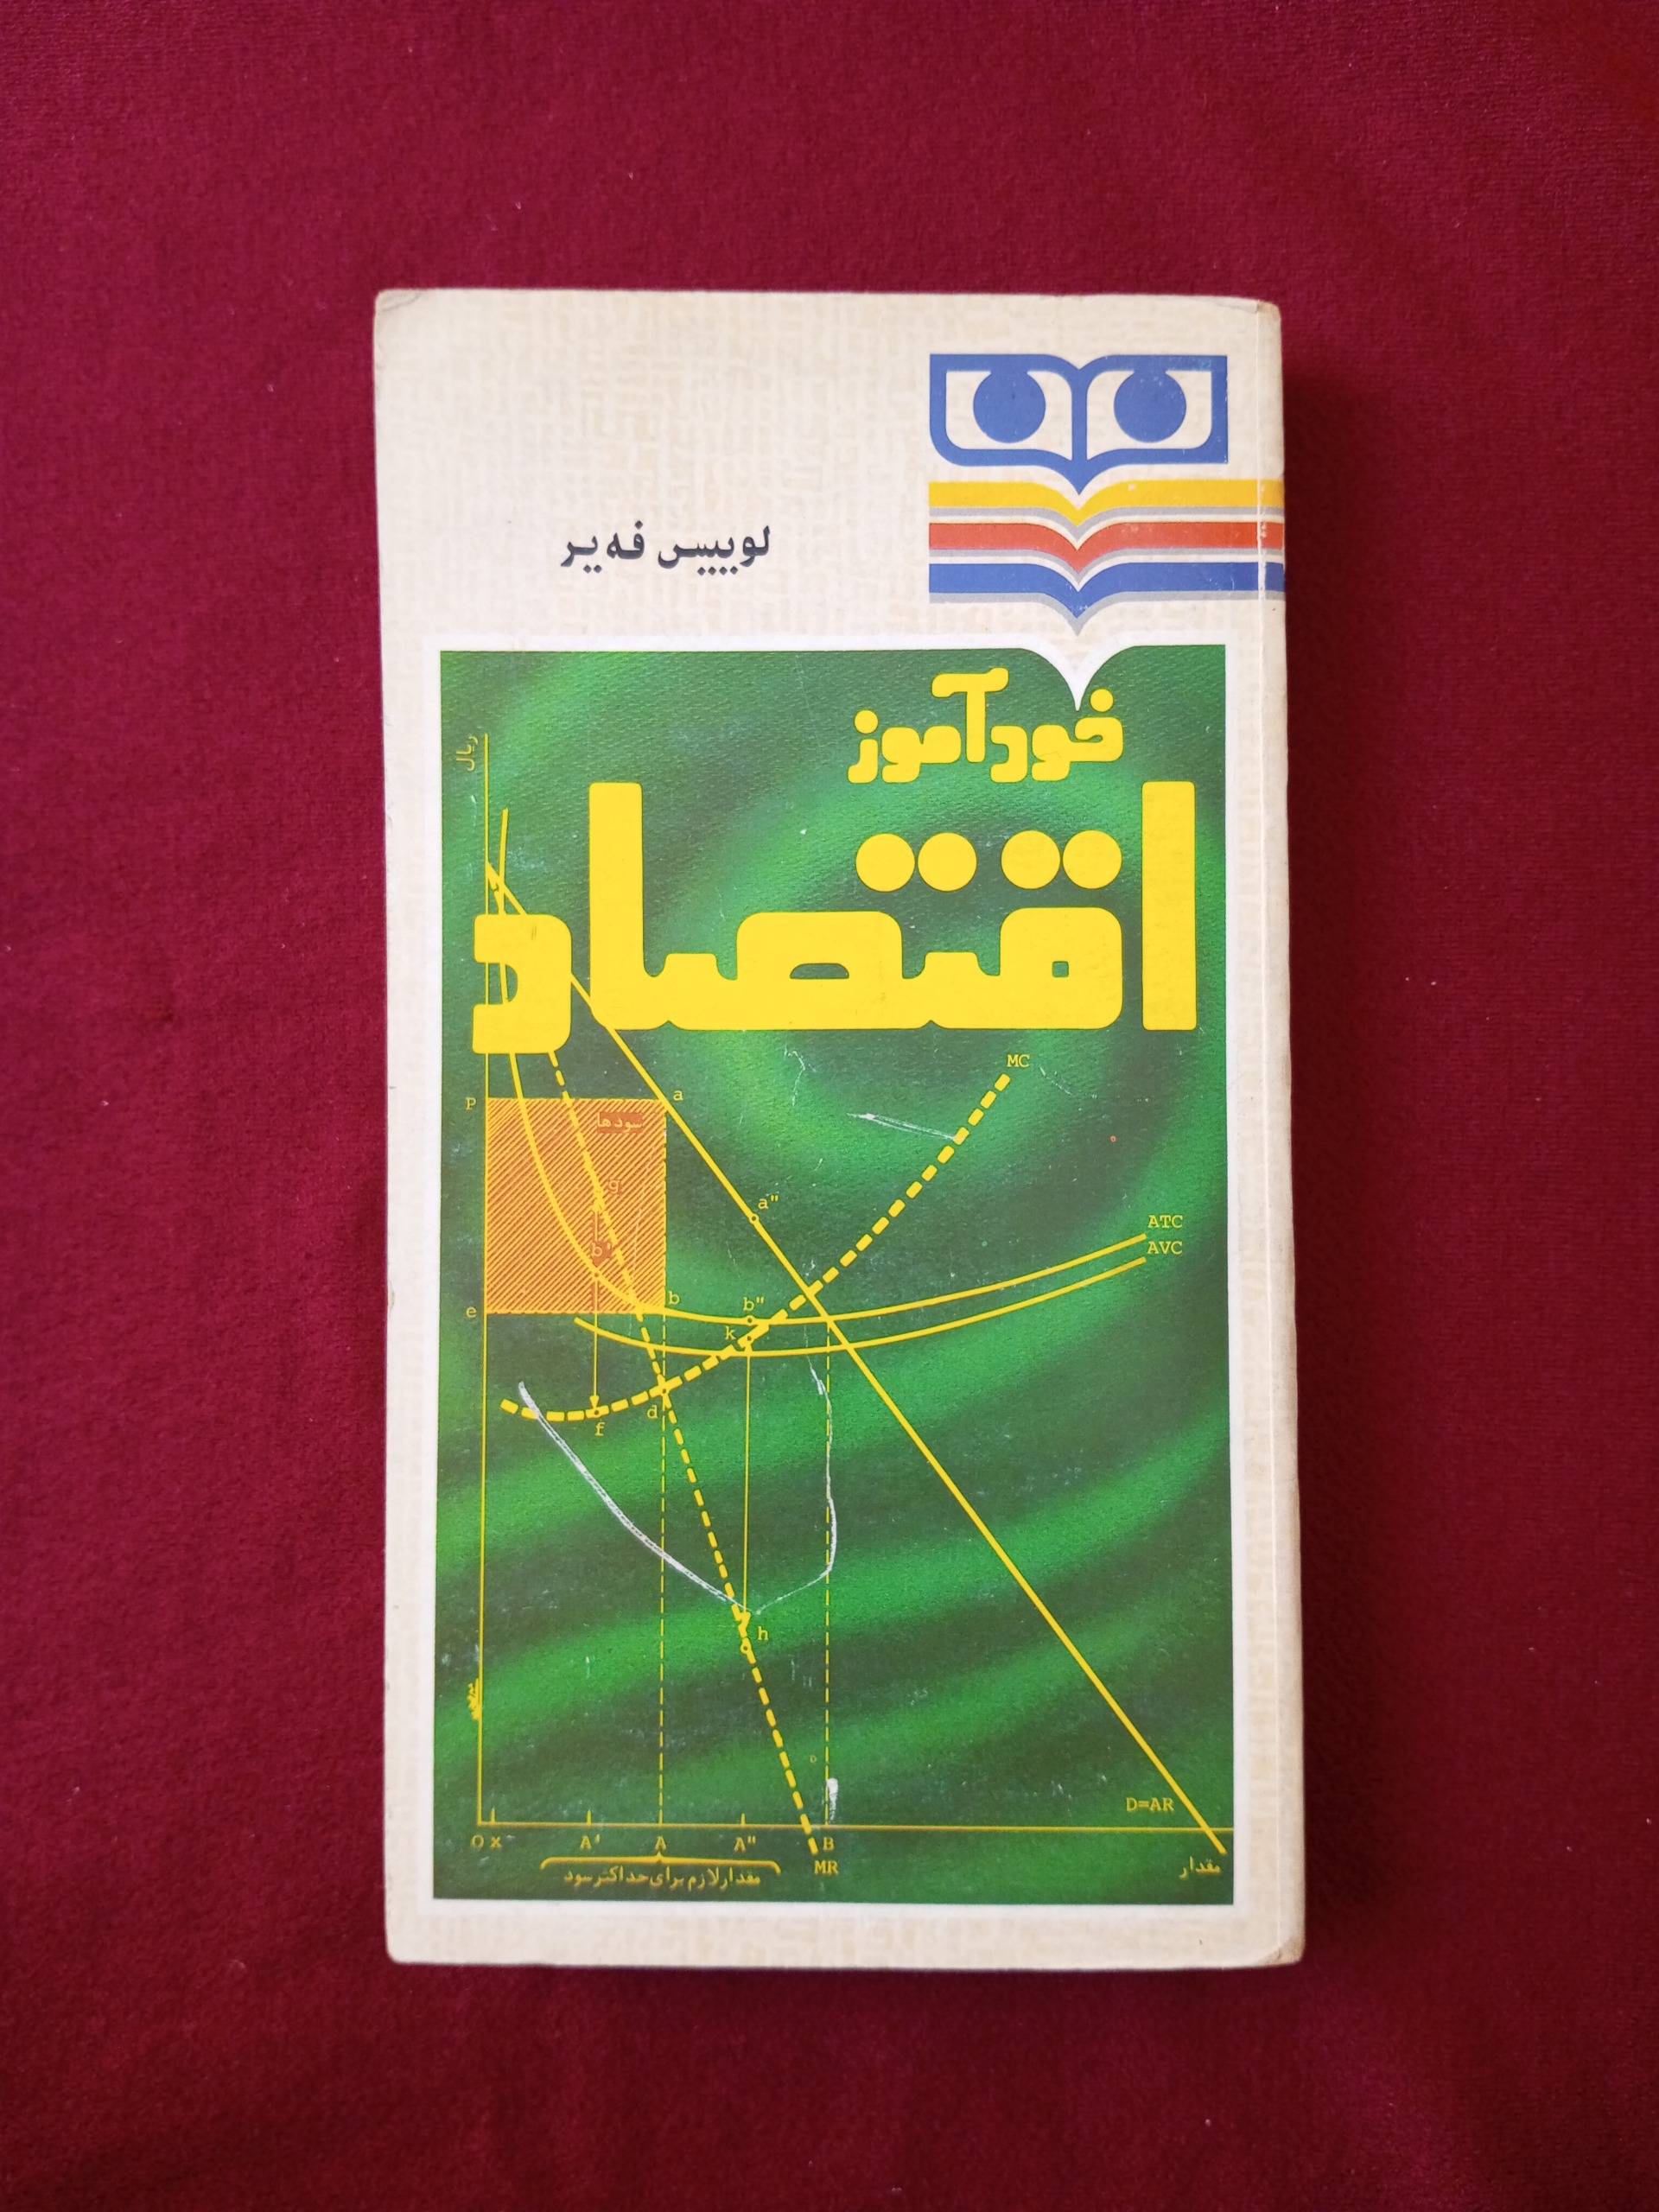 لوییس فه‌یر
خودآموز
اقتصاد
ریال
MC
P
a
سودها
g
a"
b'
ATC
AVC
e
b
b"
k
f
d
h
D=AR
O x A' A A" B
MR
مقدار
مقدار لازم برای حداکثر سود